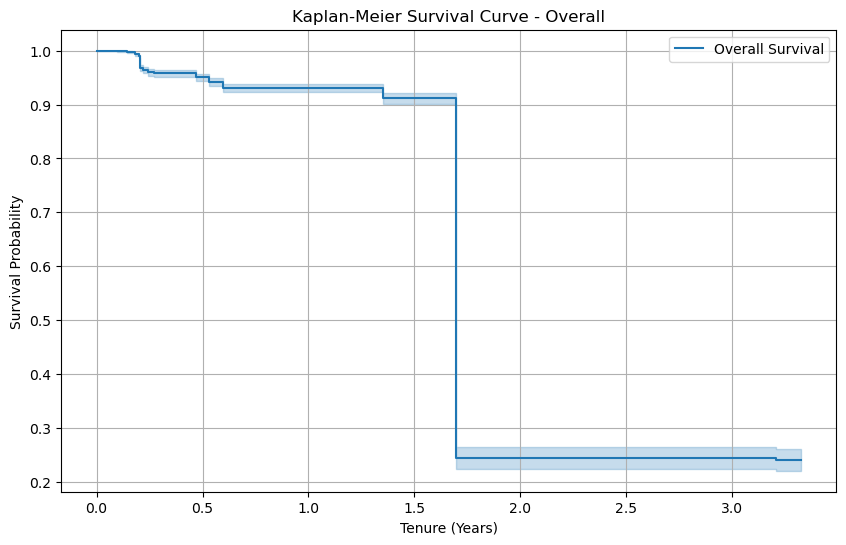 Kaplan-Meier Survival Curve - Overall
Overall Survival
1.0
0.9
0.8
0.7
0.6
0.5
0.4
0.3
0.2
Survival Probability
0.0 0.5 1.0 1.5 2.0 2.5 3.0
Tenure (Years)